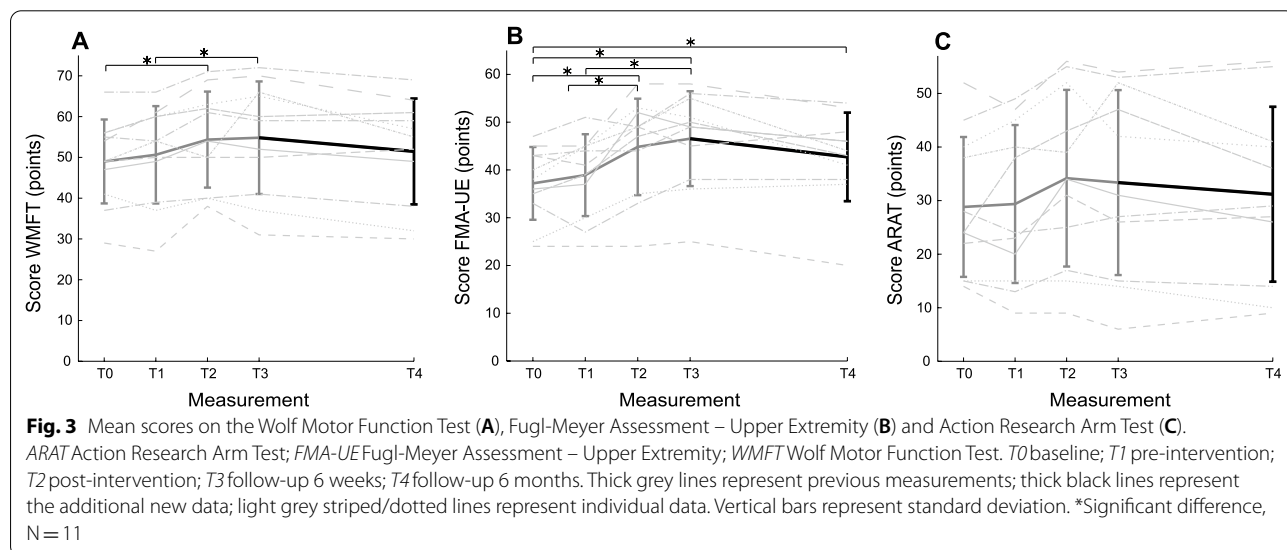 A
Score WMFT (points)
70
60
50
40
30
20
10
0
* *
T0 T1 T2 T3 T4
Measurement
B
Score FMA-UE (points)
60
50
40
30
20
10
0
*
*
*
* *
T0 T1 T2 T3 T4
Measurement
C
Score ARAT (points)
50
40
30
20
10
0
T0 T1 T2 T3 T4
Measurement
Fig. 3 Mean scores on the Wolf Motor Function Test (A), Fugl-Meyer Assessment – Upper Extremity (B) and Action Research Arm Test (C).
ARAT Action Research Arm Test; FMA-UE Fugl-Meyer Assessment – Upper Extremity; WMFT Wolf Motor Function Test. T0 baseline; T1 pre-intervention;
T2 post-intervention; T3 follow-up 6 weeks; T4 follow-up 6 months. Thick grey lines represent previous measurements; thick black lines represent
the additional new data; light grey striped/dotted lines represent individual data. Vertical bars represent standard deviation. *Significant difference,
N = 11